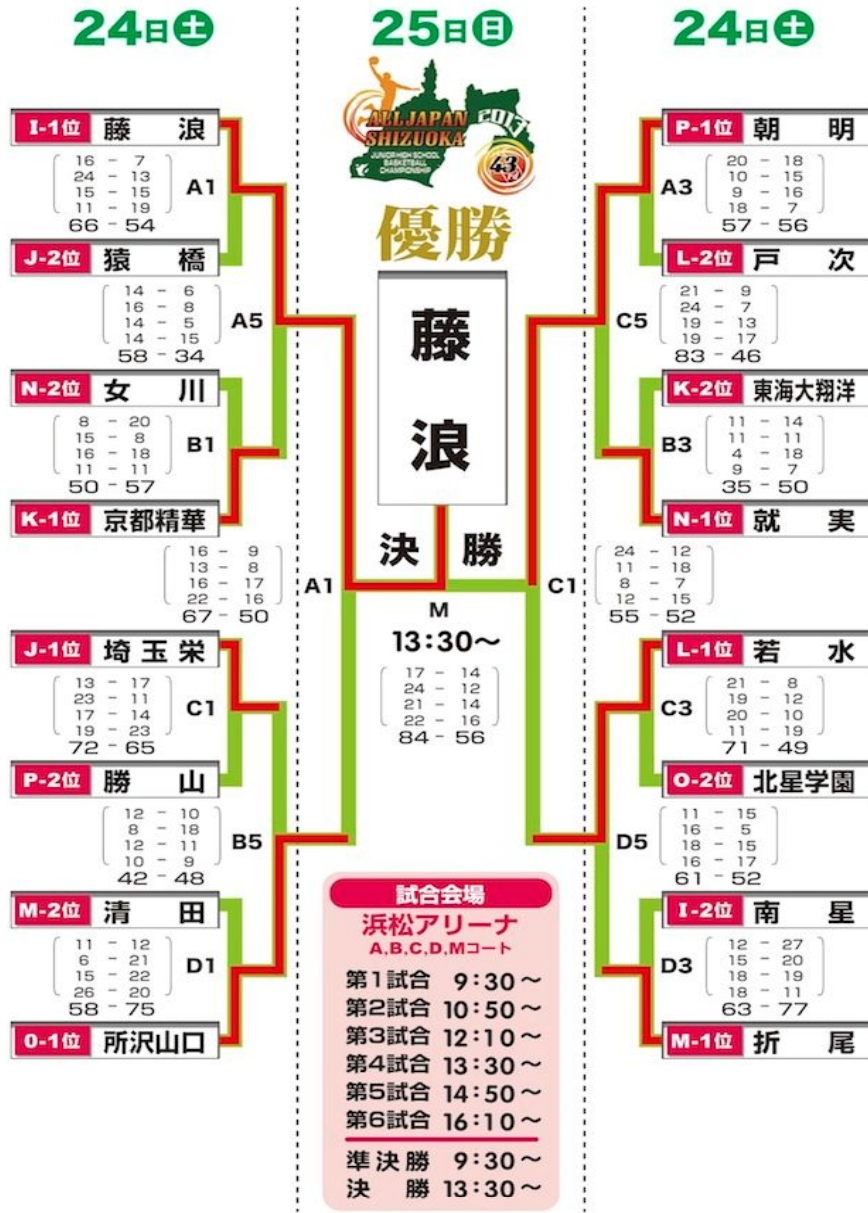 24日土
25日日
24日土
ALL JAPAN
SHIZUOKA
2013
JUNIOR HIGH SCHOOL
BASKETBALL
CHAMPIONSHIP
43
優勝
藤浪
決勝
M
13:30〜
17 - 14
24 - 12
21 - 14
22 - 16
84 - 56
I-1位 藤浪
16 - 7
24 - 13
15 - 15
11 - 19
66 - 54
A1
J-2位 猿橋
14 - 6
16 - 8
14 - 5
14 - 15
58 - 34
A5
N-2位 女川
8 - 20
15 - 8
16 - 18
11 - 11
50 - 57
B1
K-1位 京都精華
16 - 9
13 - 8
16 - 17
22 - 16
67 - 50
A1
J-1位 埼玉栄
13 - 17
23 - 11
17 - 14
19 - 23
72 - 65
C1
P-2位 勝山
12 - 10
8 - 18
12 - 11
10 - 9
42 - 48
B5
M-2位 清田
11 - 12
6 - 21
15 - 22
26 - 20
58 - 75
D1
O-1位 所沢山口
P-1位 朝明
A3
20 - 18
10 - 15
9 - 16
18 - 7
57 - 56
L-2位 戸次
C5
21 - 9
24 - 7
19 - 13
19 - 17
83 - 46
K-2位 東海大翔洋
B3
11 - 14
11 - 11
4 - 18
9 - 7
35 - 50
N-1位 就実
C1
24 - 12
11 - 18
8 - 7
12 - 15
55 - 52
L-1位 若水
C3
21 - 8
19 - 12
20 - 10
11 - 19
71 - 49
O-2位 北星学園
D5
11 - 15
16 - 5
18 - 15
16 - 17
61 - 52
I-2位 南星
D3
12 - 27
15 - 20
18 - 19
18 - 11
63 - 77
M-1位 折尾
試合会場
浜松アリーナ
A,B,C,D,Mコート
第1試合 9:30〜
第2試合 10:50〜
第3試合 12:10〜
第4試合 13:30〜
第5試合 14:50〜
第6試合 16:10〜
準決勝 9:30〜
決勝 13:30〜